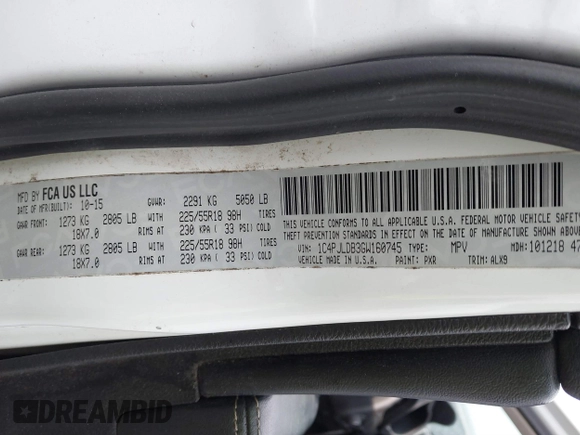 MFD BY FCA US LLC
DATE OF MFR(BUILT): 10-15 GVWR: 2291 KG 5050 LB
GAWR FRONT: 1273 KG 2805 LB WITH 225/55R18 98H TIRES
18X7.0 RIMS AT 230 KPA ( 33 PSI) COLD
GAWR REAR: 1273 KG 2805 LB WITH 225/55R18 98H TIRES
18X7.0 RIMS AT 230 KPA ( 33 PSI) COLD
THIS VEHICLE CONFORMS TO ALL APPLICABLE U.S.A. FEDERAL MOTOR VEHICLE SAFETY
THEFT PREVENTION STANDARDS IN EFFECT ON THE DATE OF MANUFACTURE SHOWN ABOVE
VIN: 1C4PJLDB3GW160745 TYPE: MPV MDH: 101218 47
VEHICLE MADE IN U.S.A. PAINT: PXR TRIM: ALX9
DREAMBID